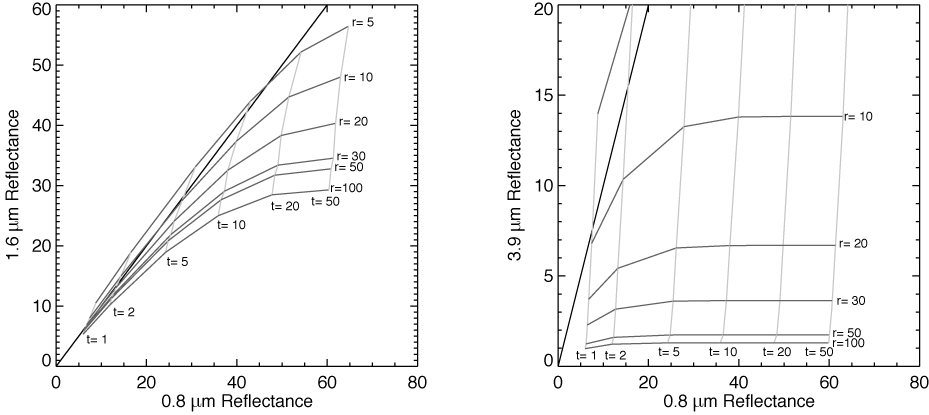 60
50
40
30
20
10
0
1.6 µm Reflectance
r= 5
r= 10
r= 20
r= 30
r= 50
r=100
t= 50
t= 20
t= 10
t= 5
t= 2
t= 1
0 20 40 60 80
0.8 µm Reflectance
20
15
10
5
0
3.9 µm Reflectance
r= 10
r= 20
r= 30
r= 50
r=100
t= 1 t= 2 t= 5 t= 10 t= 20 t= 50
0 20 40 60 80
0.8 µm Reflectance